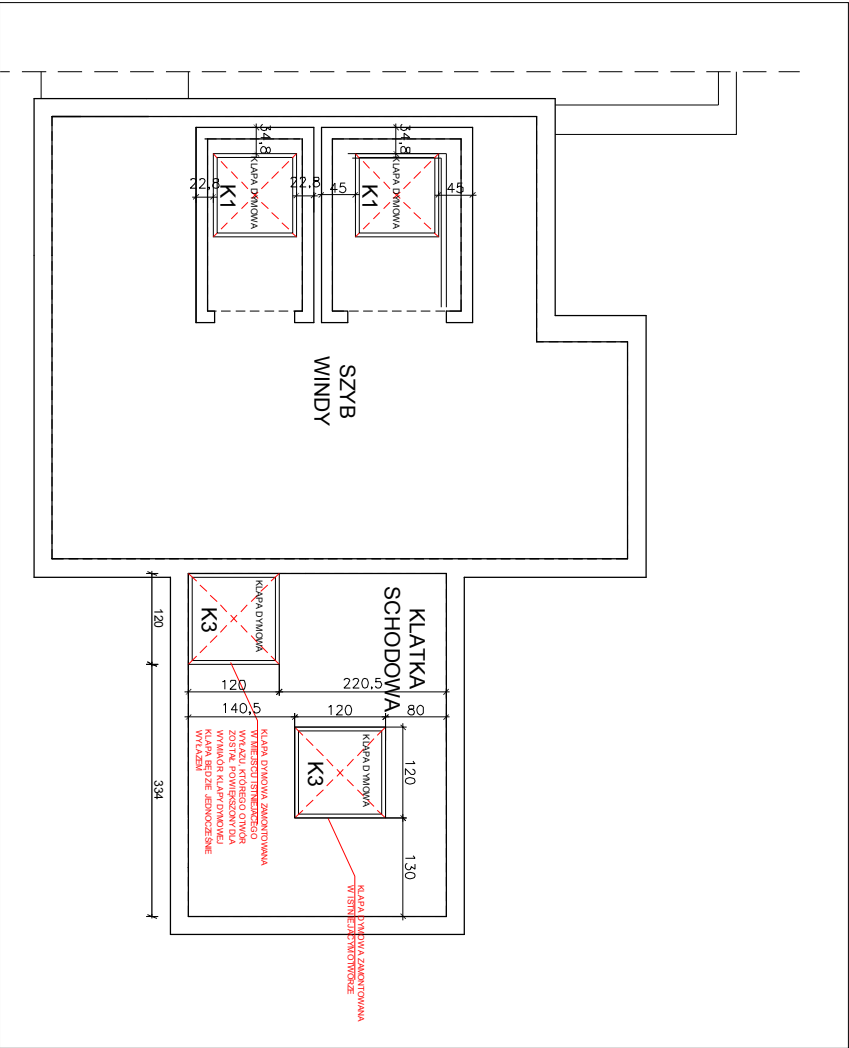 34,8
34,8
KLAPA DYMOWA
K1
22,8
22,8
KLAPA DYMOWA
K1
45
45
SZYB
WINDY
KLATKA
SCHODOWA
KLAPA DYMOWA
K3
120
334
120
220,5
140,5
120
80
KLAPA DYMOWA
K3
120
130
KLAPA DYMOWA ZAMONTOWANA
W MIEJSCU ISTNIEJĄCEGO
WYŁAZU, KTÓREGO OTWÓR
ZOSTAŁ POWIĘKSZONY DLA
WYMIAÓR KLAPY DYMOWEJ
KLAPA BĘDZIE JEDNOCZEŚNIE
WYŁAZEM
KLAPA DYMOWA ZAMONTOWANA
W ISTNIEJĄCYM OTWORZE